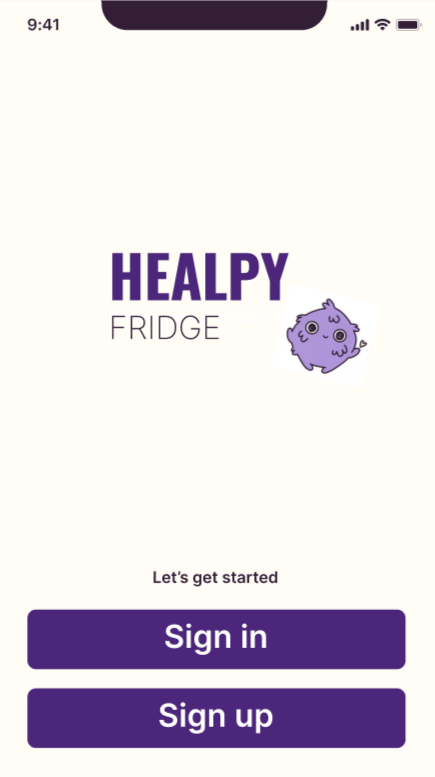 9:41
HEALPY
FRIDGE
Let’s get started
Sign in
Sign up